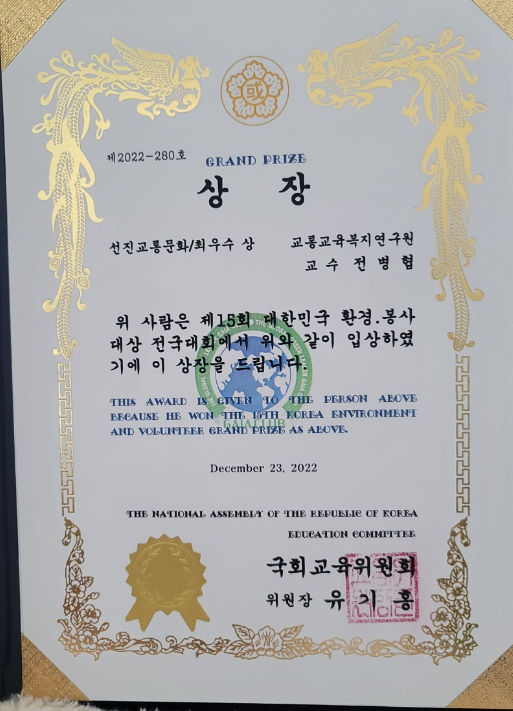 或
제2022-280호
GRAND PRIZE
상 장
선진교통문화/최우수 상
교통교육복지연구원
교 수 전 병 협
위 사람은 제15회 대한민국 환경.봉사
대상 전국대회에서 위와 같이 입상하였
기에 이 상장을 드립니다.
THIS AWARD IS GIVEN TO THE PERSON ABOVE
BECAUSE HE WON THE 15TH KOREA ENVIRONMENT
AND VOLUNTEER GRAND PRIZE AS ABOVE.
GAIACLUB
December 23, 2022
THE NATIONAL ASSEMBLY OF THE REPUBLIC OF KOREA
EDUCATION COMMITTEE
국회교육위원회
위원장 유 기 홍